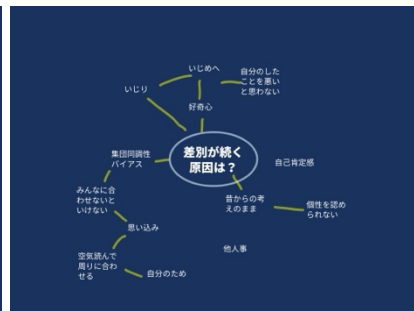 いじめへ
自分のした
ことを悪い
と思わない
いじり
好奇心
差別が続く
原因は？
集団同調性
バイアス
自己肯定感
みんなに合
わせないと
いけない
昔からの考
えのまま
個性を認め
られない
思い込み
他人事
空気読んで
周りに合わ
せる
自分のため